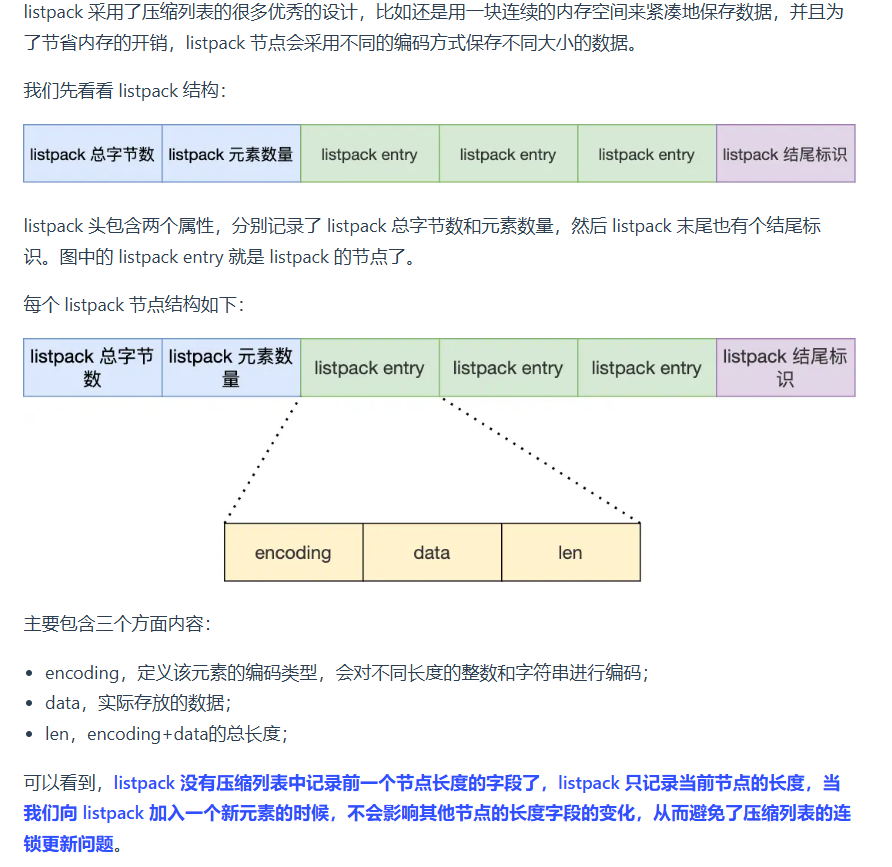 listpack 采用了压缩列表的很多优秀的设计，比如还是用一块连续的内存空间来紧凑地保存数据，并且为
了节省内存的开销，listpack 节点会采用不同的编码方式保存不同大小的数据。
我们先看看 listpack 结构：
listpack 总字节数 listpack 元素数量 listpack entry listpack entry listpack entry listpack 结尾标识
listpack 头包含两个属性，分别记录了 listpack 总字节数和元素数量，然后 listpack 末尾也有个结尾标
识。图中的 listpack entry 就是 listpack 的节点了。
每个 listpack 节点结构如下：
listpack 总字节
数
listpack 元素数
量
listpack entry
listpack entry
listpack entry
listpack 结尾标
识
encoding data len
主要包含三个方面内容：
• encoding，定义该元素的编码类型，会对不同长度的整数和字符串进行编码；
• data，实际存放的数据；
• len，encoding+data的总长度；
可以看到，listpack 没有压缩列表中记录前一个节点长度的字段了，listpack 只记录当前节点的长度，当
我们向 listpack 加入一个新元素的时候，不会影响其他节点的长度字段的变化，从而避免了压缩列表的连
锁更新问题。